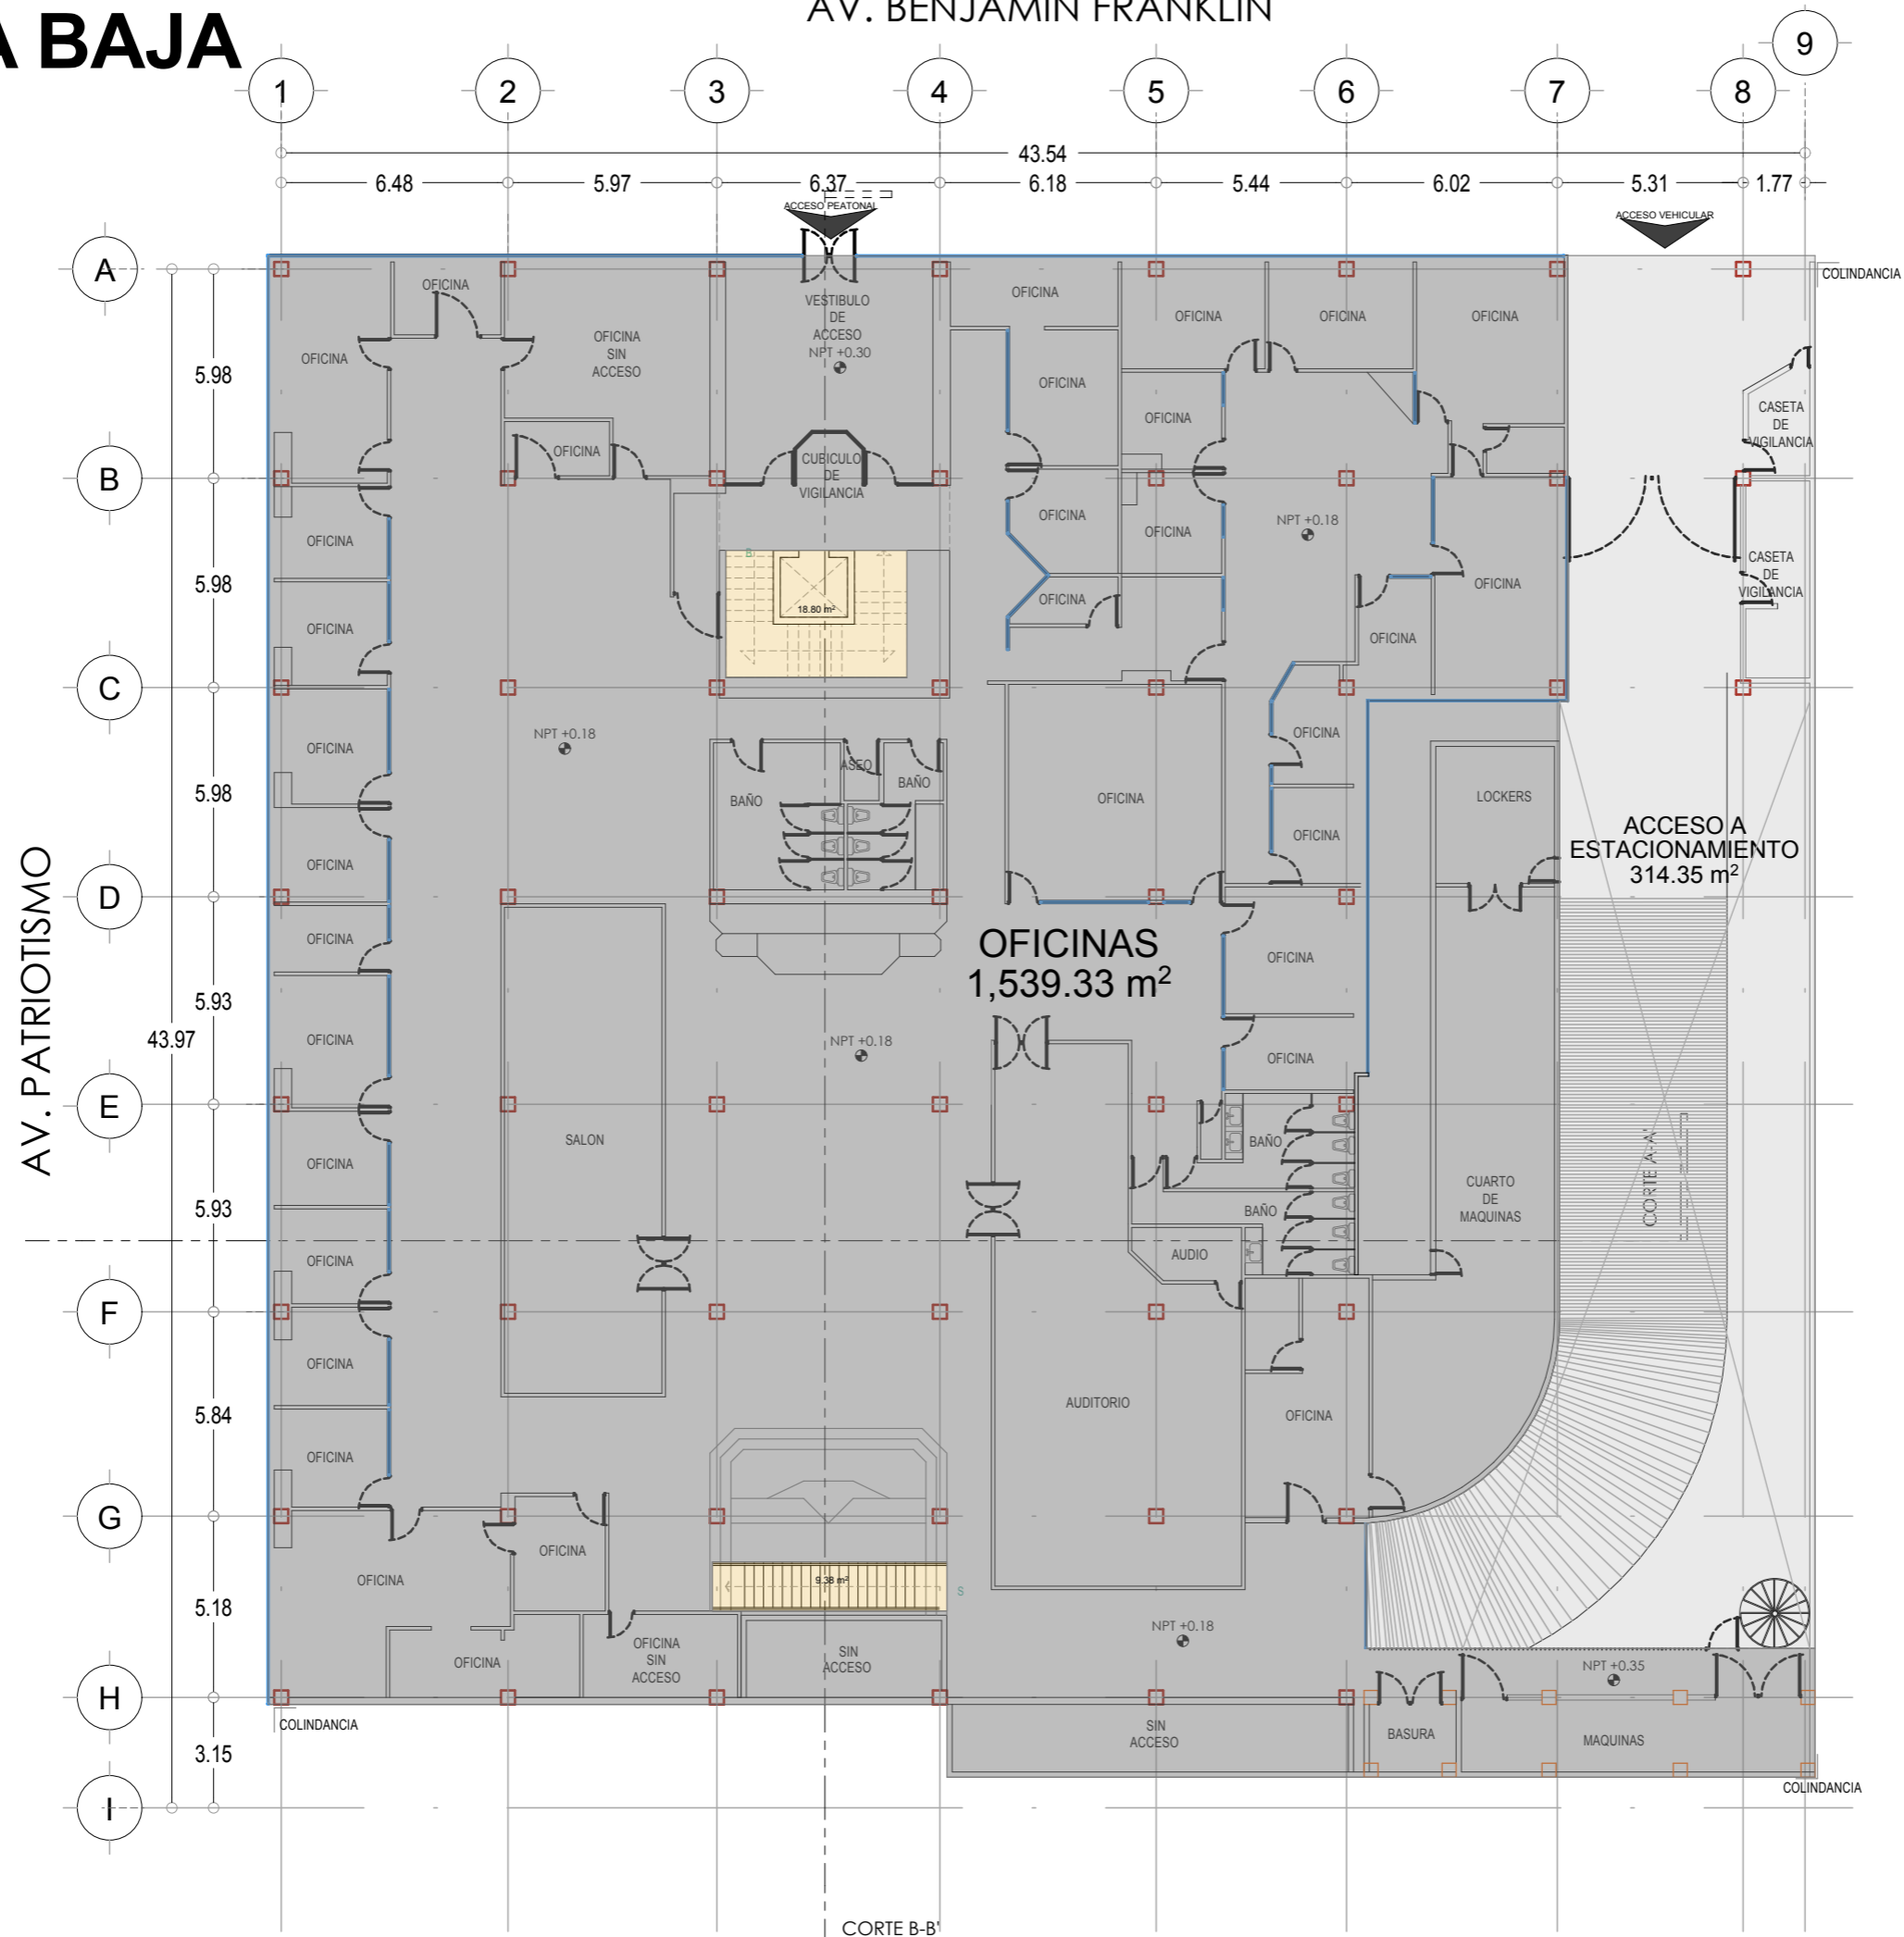 AV. BENJAMIN FRANKLIN
A BAJA
1 2 3 4 5 6 7 8 9
43.54
6.48 5.97 6.37 6.18 5.44 6.02 5.31 1.77
ACCESO PEATONAL
ACCESO VEHICULAR
A
COLINDANCIA
OFICINA
OFICINA
VESTIBULO
DE
ACCESO
NPT +0.30
OFICINA
OFICINA
OFICINA
OFICINA
OFICINA
SIN
ACCESO
OFICINA
5.98
OFICINA
OFICINA
CASETA
DE
VIGILANCIA
OFICINA
CUBICULO
DE
VIGILANCIA
B
OFICINA
OFICINA
OFICINA
NPT +0.18
B
5.98
18.80 m²
OFICINA
OFICINA
CASETA
DE
VIGILANCIA
OFICINA
OFICINA
C
NPT +0.18
OFICINA
OFICINA
ASEO
BAÑO
BAÑO
5.98
OFICINA
LOCKERS
OFICINA
OFICINA
ACCESO A
ESTACIONAMIENTO
314.35 m²
D
AV. PATRIOTISMO
OFICINA
OFICINAS
1,539.33 m²
OFICINA
5.93
43.97
OFICINA
NPT +0.18
OFICINA
E
SALON
BAÑO
CORTE A-A'
OFICINA
5.93
BAÑO
CUARTO
DE
MAQUINAS
OFICINA
AUDIO
F
OFICINA
5.84
AUDITORIO
OFICINA
OFICINA
G
OFICINA
OFICINA
9.38 m²
S
5.18
NPT +0.18
OFICINA
OFICINA
SIN
ACCESO
SIN
ACCESO
NPT +0.35
H
COLINDANCIA
3.15
SIN
ACCESO
BASURA
MAQUINAS
COLINDANCIA
I
CORTE B-B'